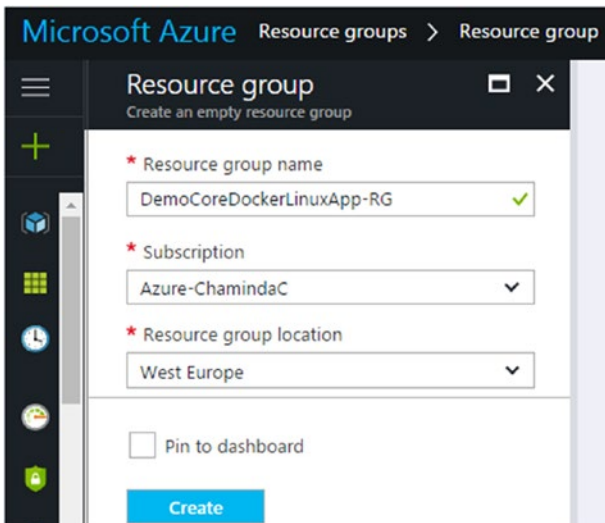 Microsoft Azure Resource groups > Resource group
Resource group
Create an empty resource group
* Resource group name
DemoCoreDockerLinuxApp-RG
* Subscription
Azure-ChamindaC
* Resource group location
West Europe
Pin to dashboard
Create